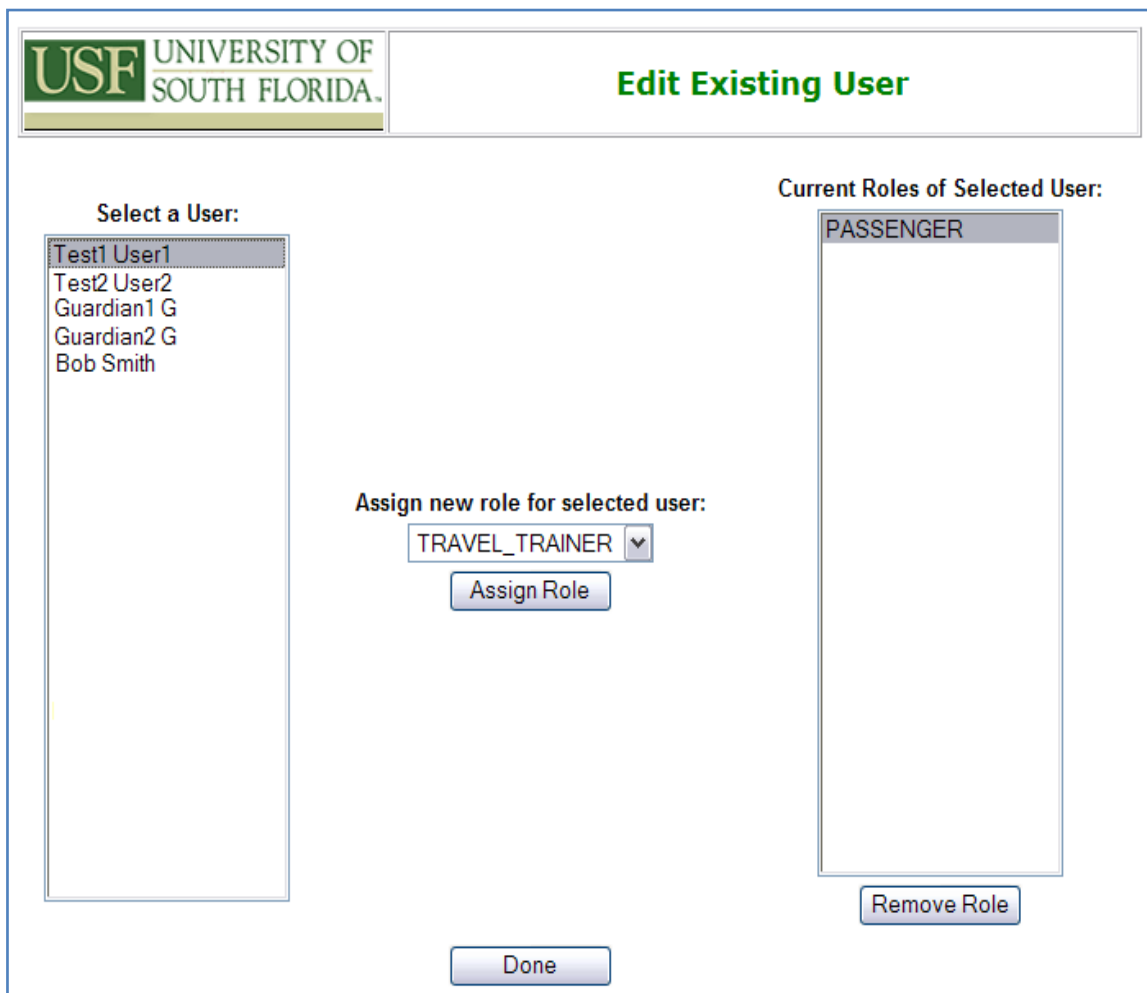 USF UNIVERSITY OF
SOUTH FLORIDA™
Edit Existing User
Select a User:
Test1 User1
Test2 User2
Guardian1 G
Guardian2 G
Bob Smith
Assign new role for selected user:
TRAVEL_TRAINER
Assign Role
Current Roles of Selected User:
PASSENGER
Remove Role
Done